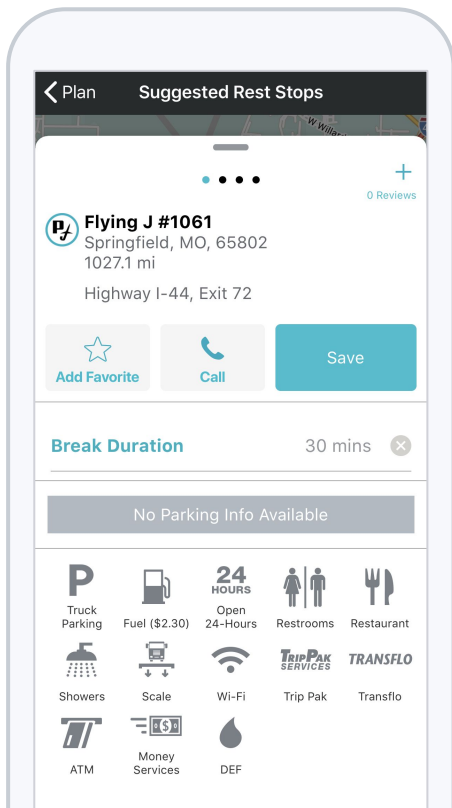 Plan
Suggested Rest Stops
W Willard
+
0 Reviews
Flying J #1061
Springfield, MO, 65802
1027.1 mi
Highway I-44, Exit 72
Add Favorite
Call
Save
Break Duration
30 mins
No Parking Info Available
P
24
HOURS
Truck
Parking
Fuel ($2.30)
Open
24-Hours
Restrooms
Restaurant
TRIPPAK
SERVICES
TRANSFLO
Showers
Scale
Wi-Fi
Trip Pak
Transflo
$
ATM
Money
Services
DEF